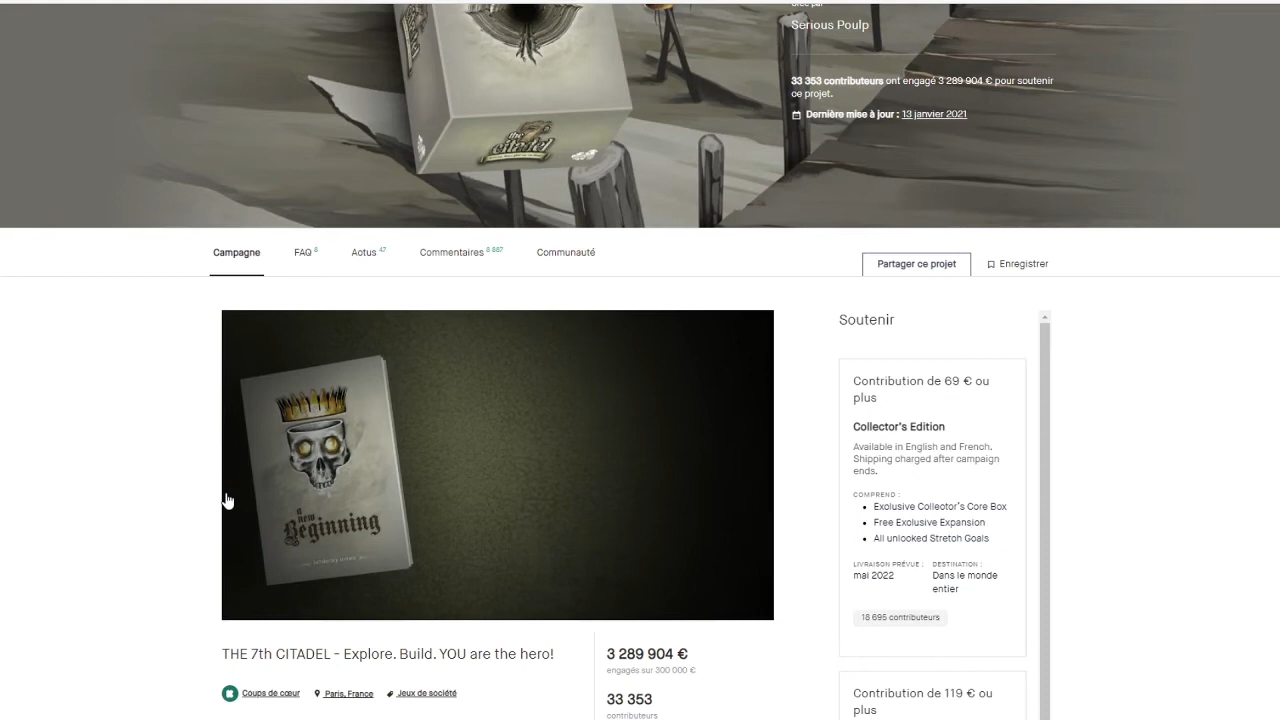 Serious Poulp
33 353 contributeurs ont engagé 3 289 904 € pour soutenir
ce projet.
Dernière mise à jour : 13 janvier 2021
the 7th
citadel
Campagne FAQ 8 Actus 47 Commentaires 8 887 Communauté
Partager ce projet Enregistrer
Soutenir
Contribution de 69 € ou
plus
Collector's Edition
Available in English and French.
Shipping charged after campaign
ends.
COMPREND :
Exclusive Collector's Core Box
Free Exclusive Expansion
All unlocked Stretch Goals
LIVRAISON PRÉVUE : DESTINATION :
mai 2022 Dans le monde
entier
18 695 contributeurs
a new
Beginning
THE 7th CITADEL - Explore. Build. YOU are the hero!
Coups de cœur Paris, France Jeux de société
3 289 904 €
engagés sur 300 000 €
33 353
contributeurs
Contribution de 119 € ou
plus